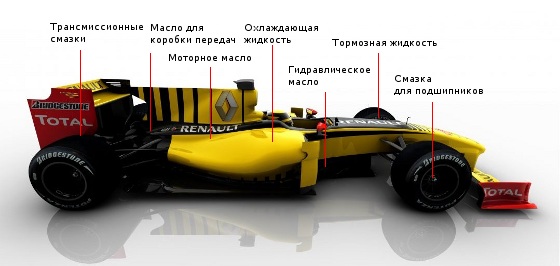 Трансмиссионные
смазки
Масло для
коробки передач
Моторное масло
Охлаждающая
жидкость
Гидравлическое
масло
Тормозная жидкость
Смазка
для подшипников
BRIDGESTONE
TOTAL
RENAULT
RENAULT
BRIDGESTONE
BRIDGESTONE
TOTAL